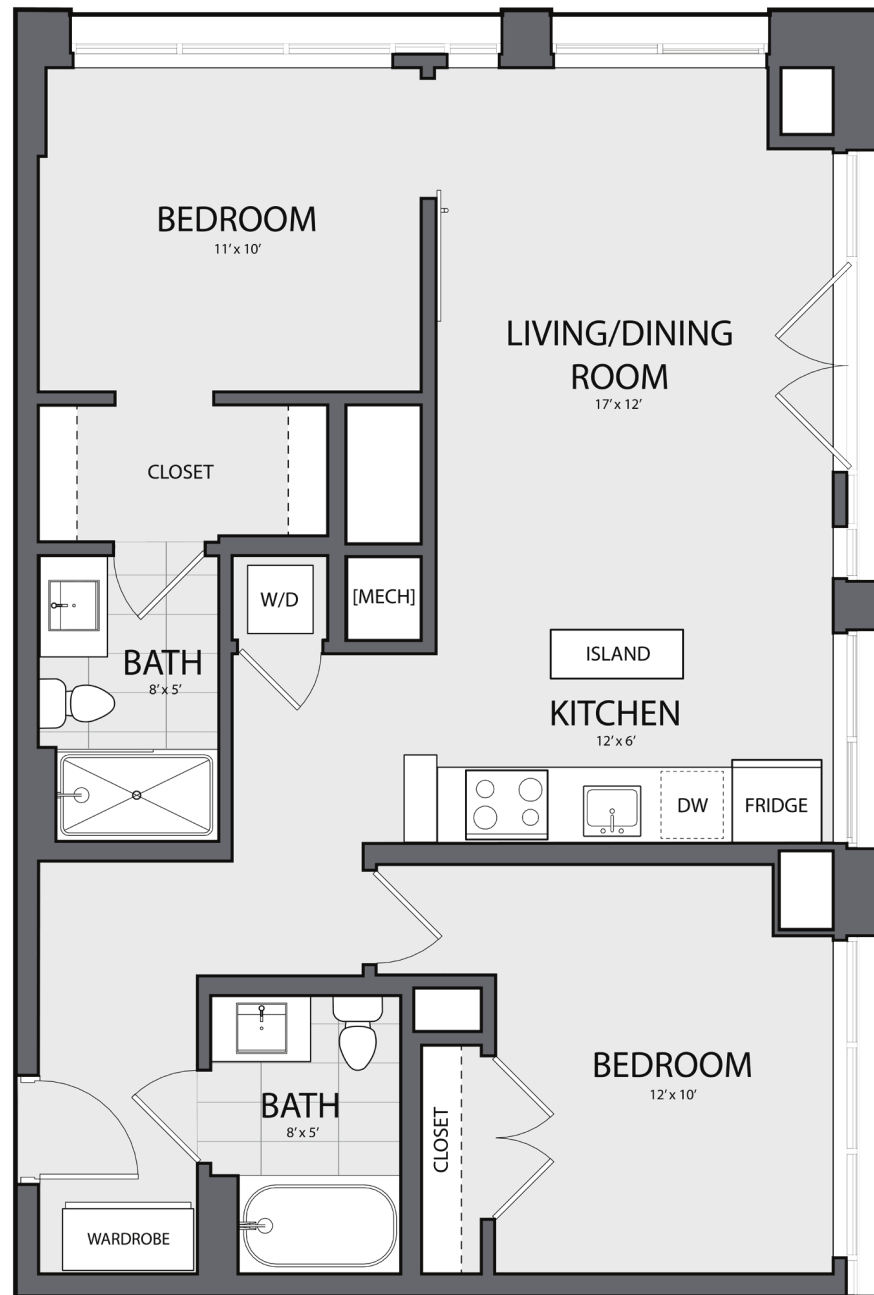 BEDROOM
11' x 10'
LIVING/DINING
ROOM
17' x 12'
CLOSET
W/D
[MECH]
BATH
8' x 5'
ISLAND
KITCHEN
12' x 6'
DW
FRIDGE
BEDROOM
12' x 10'
BATH
8' x 5'
CLOSET
WARDROBE